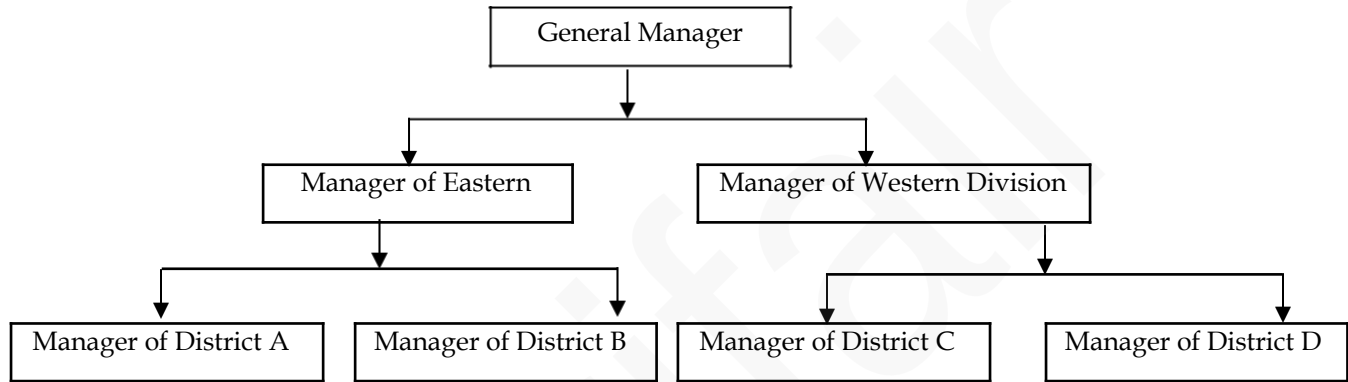 General Manager
Manager of Eastern
Manager of Western Division
Manager of District A
Manager of District B
Manager of District C
Manager of District D